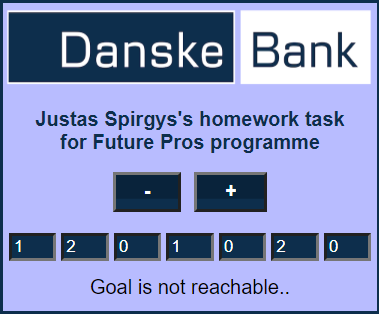 Danske Bank
Justas Spirgys's homework task
for Future Pros programme
- +
1 2 0 1 0 2 0
Goal is not reachable..